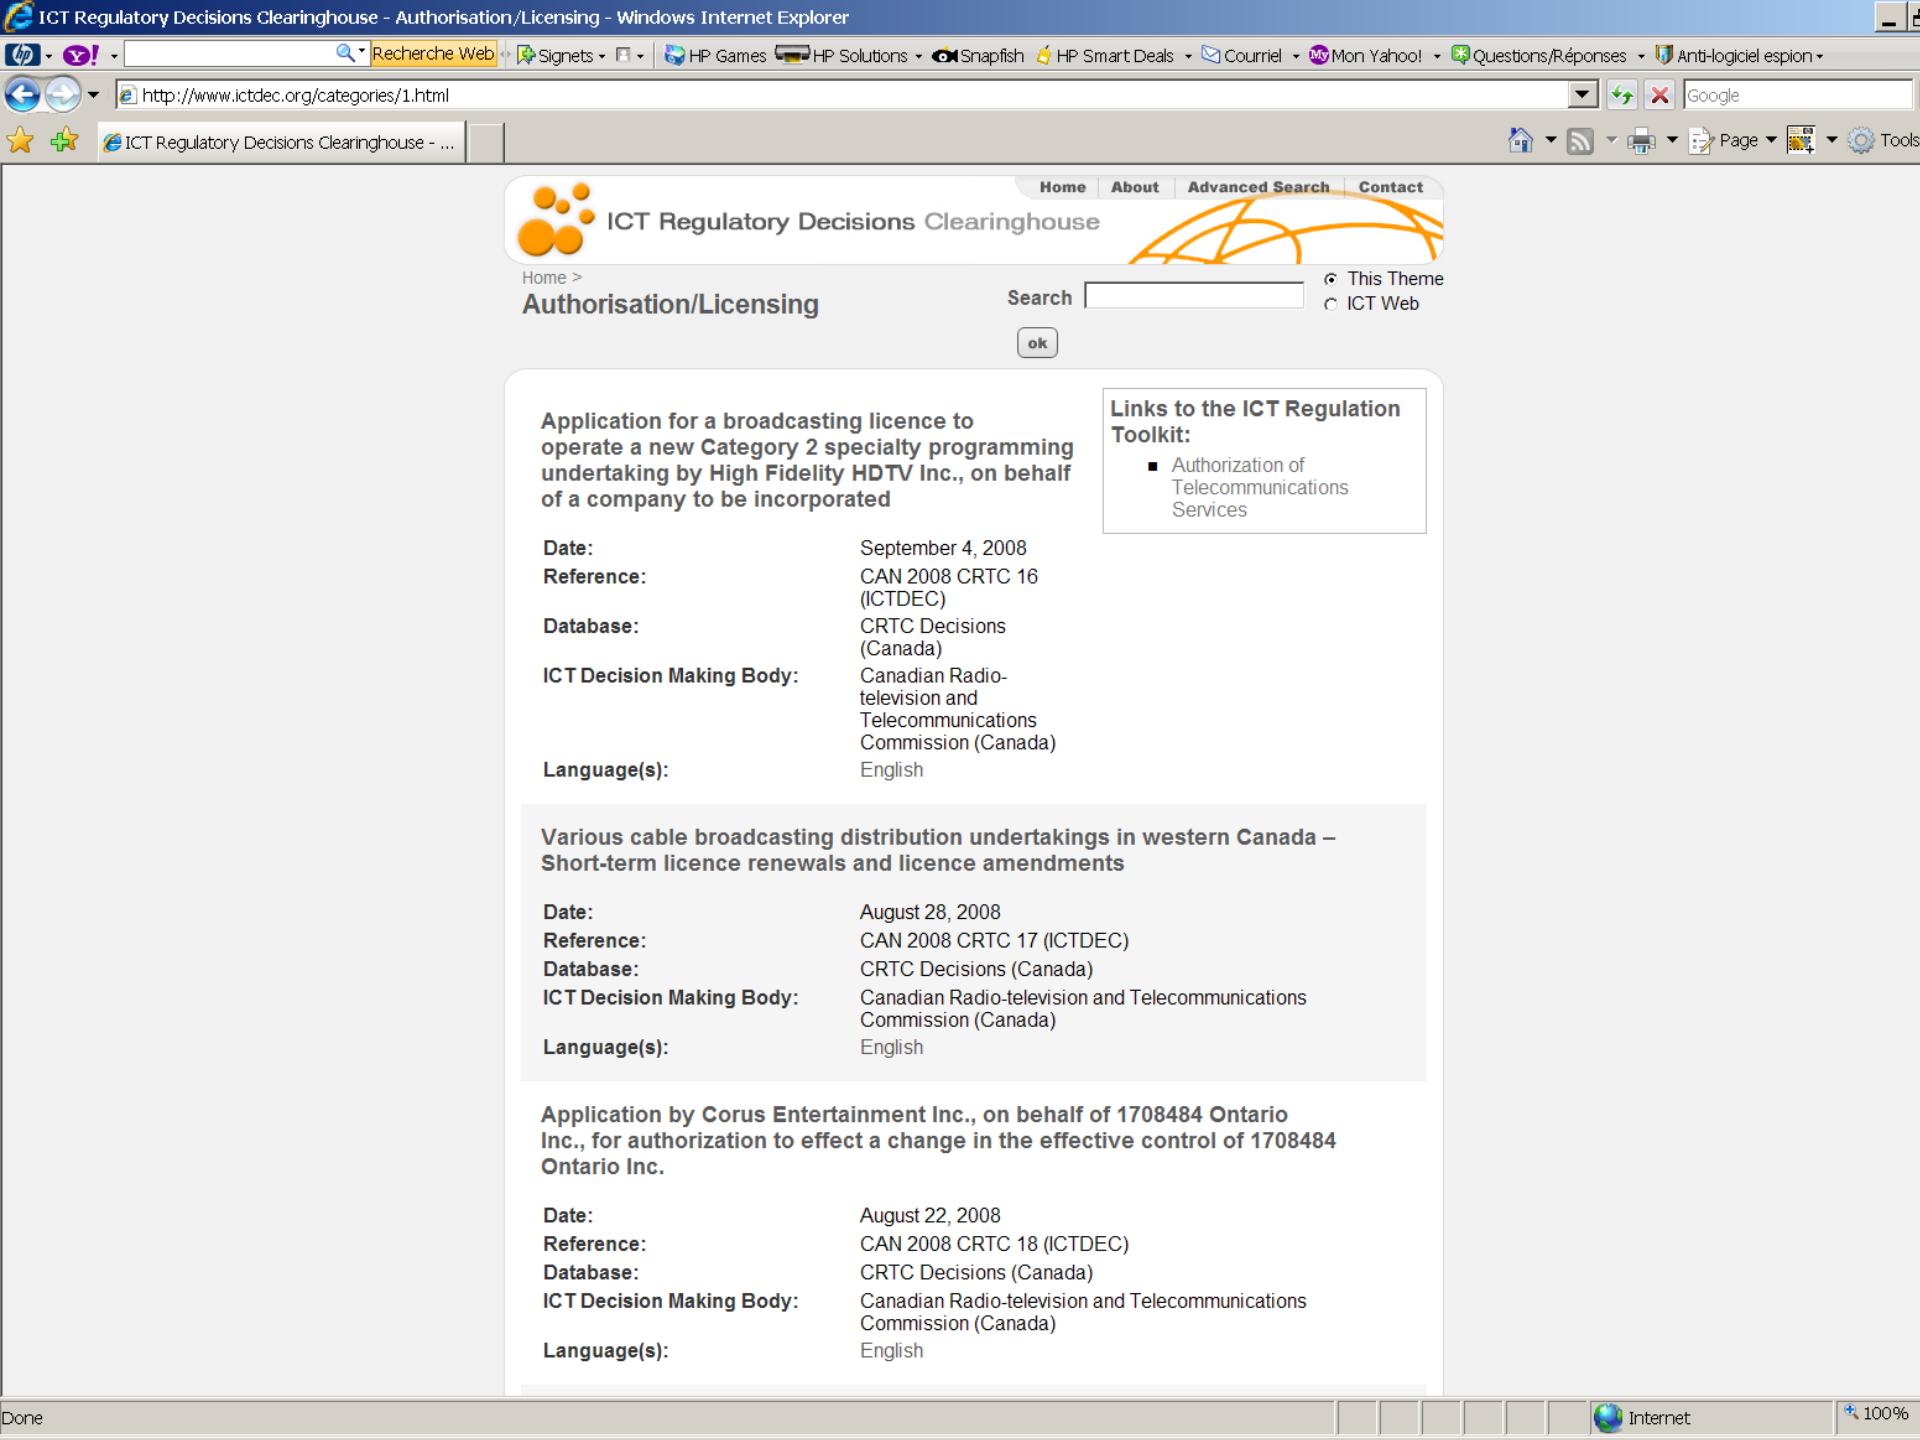 ICT Regulatory Decisions Clearinghouse - Authorisation/Licensing - Windows Internet Explorer
hp Y! Recherche Web Signets HP Games HP Solutions Snapfish HP Smart Deals Courriel My Mon Yahoo! Questions/Réponses Anti-logiciel espion
http://www.ictdec.org/categories/1.html Google
ICT Regulatory Decisions Clearinghouse - ... Page Tools
Home About Advanced Search Contact
ICT Regulatory Decisions Clearinghouse
Home >
Authorisation/Licensing
Search
This Theme
ICT Web
ok
Application for a broadcasting licence to
operate a new Category 2 specialty programming
undertaking by High Fidelity HDTV Inc., on behalf
of a company to be incorporated
Links to the ICT Regulation
Toolkit:
Authorization of
Telecommunications
Services
Date: September 4, 2008
Reference: CAN 2008 CRTC 16
(ICTDEC)
Database: CRTC Decisions
(Canada)
ICT Decision Making Body: Canadian Radio-
television and
Telecommunications
Commission (Canada)
Language(s): English
Various cable broadcasting distribution undertakings in western Canada –
Short-term licence renewals and licence amendments
Date: August 28, 2008
Reference: CAN 2008 CRTC 17 (ICTDEC)
Database: CRTC Decisions (Canada)
ICT Decision Making Body: Canadian Radio-television and Telecommunications
Commission (Canada)
Language(s): English
Application by Corus Entertainment Inc., on behalf of 1708484 Ontario
Inc., for authorization to effect a change in the effective control of 1708484
Ontario Inc.
Date: August 22, 2008
Reference: CAN 2008 CRTC 18 (ICTDEC)
Database: CRTC Decisions (Canada)
ICT Decision Making Body: Canadian Radio-television and Telecommunications
Commission (Canada)
Language(s): English
Done Internet 100%